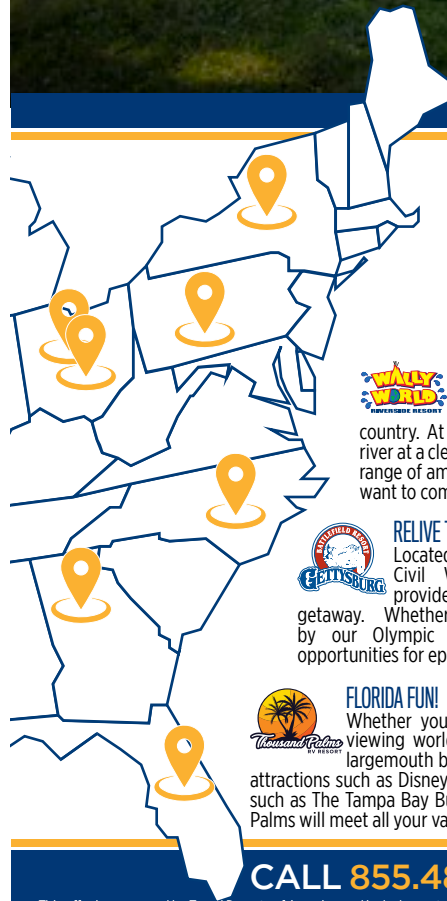 WALLY
WORLD
RIVERSIDE RESORT
country. At
river at a cle
range of am
want to com
BATTLEFIELD RESORT
GETTYSBURG
RELIVE
Located
Civil
provide
getaway. Whether
by our Olympic
opportunities for ep
Thousand Palms
RV RESORT
FLORIDA FUN!
Whether you
viewing world
largemouth b
attractions such as Disney
such as The Tampa Bay B
Palms will meet all your va
CALL 855.48